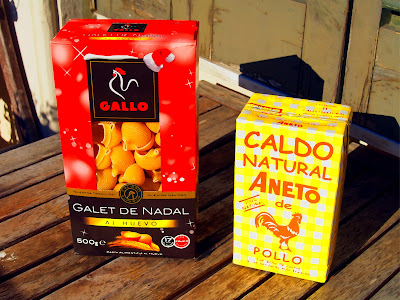 GALLO
GALET DE NADAL
AL HUEVO
500g e
CALDO
NATURAL
ANETO
de
POLLO